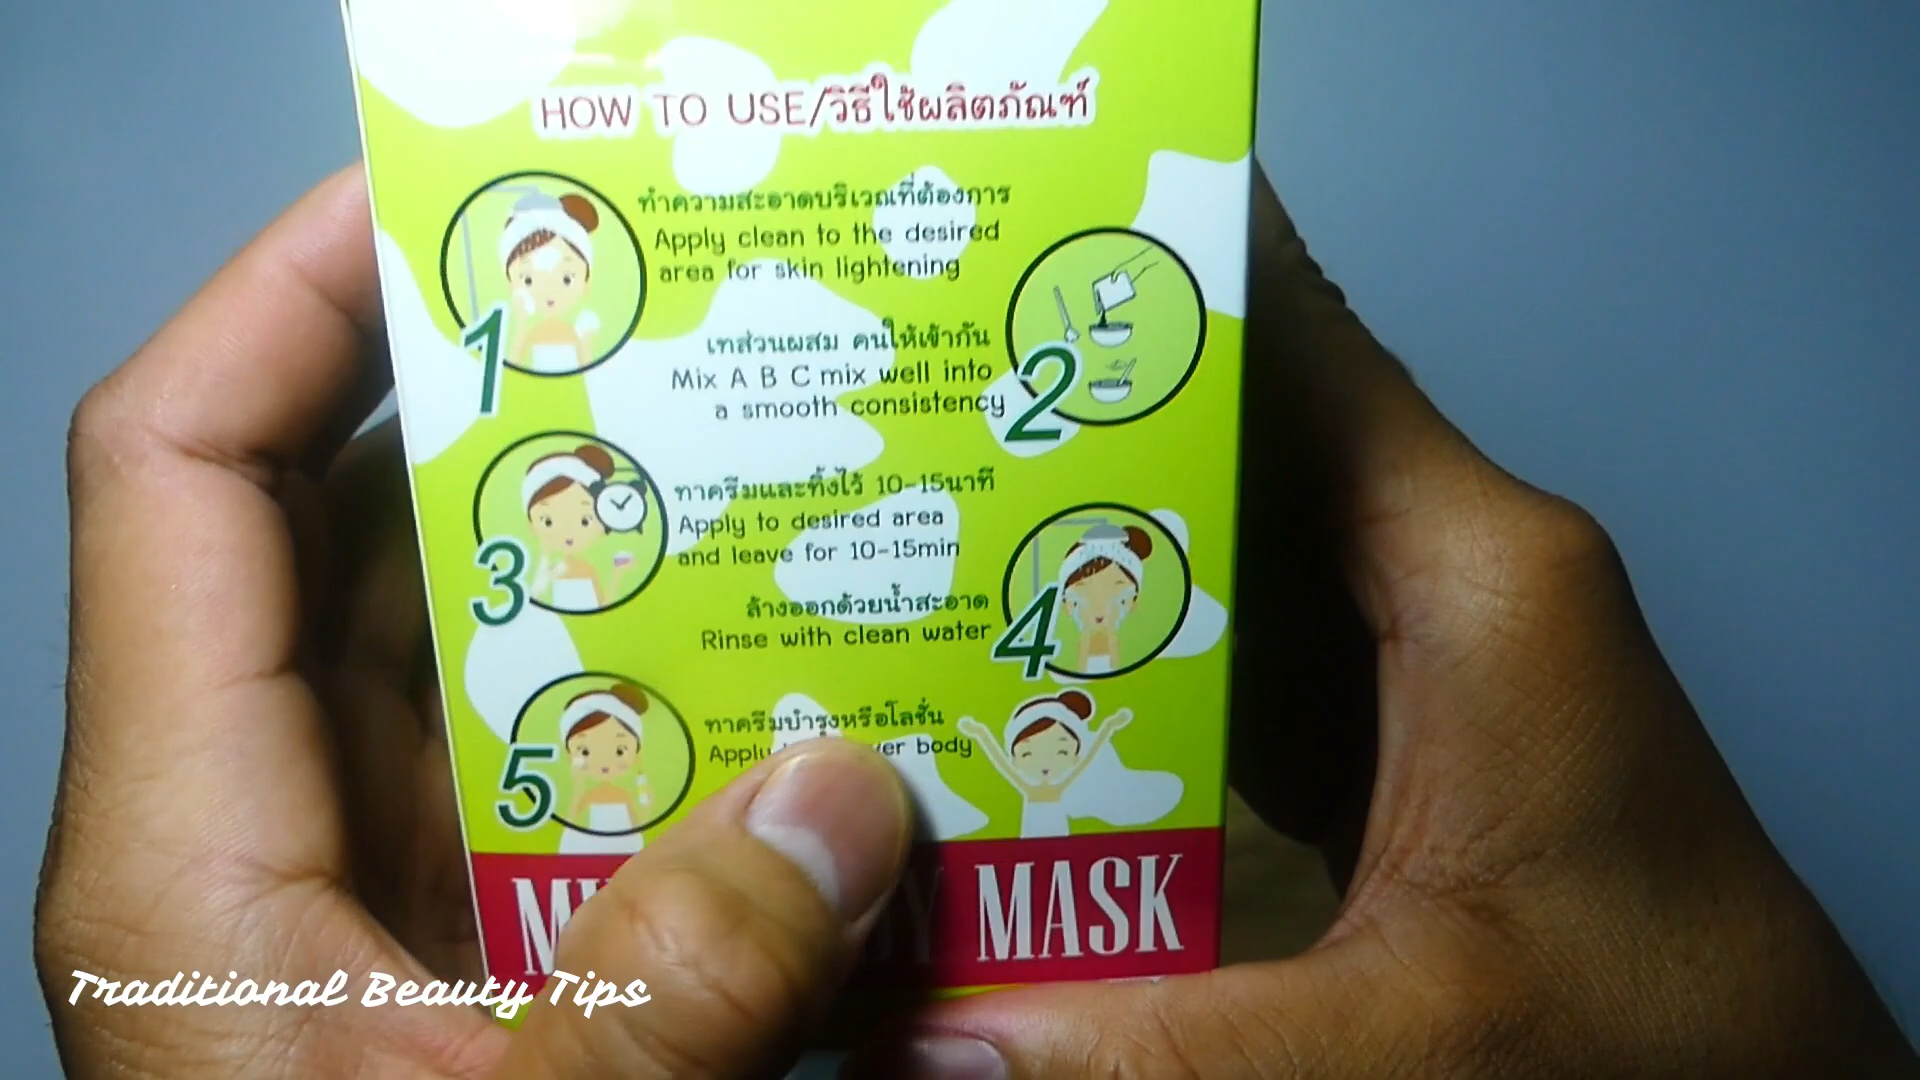 HOW TO USE/วิธีใช้ผลิตภัณฑ์
1
ทำความสะอาดบริเวณที่ต้องการ
Apply clean to the desired
area for skin lightening
2
เทส่วนผสม คนให้เข้ากัน
Mix A B C mix well into
a smooth consistency
3
ทาครีมและทิ้งไว้ 10-15นาที
Apply to desired area
and leave for 10-15min
4
ล้างออกด้วยน้ำสะอาด
Rinse with clean water
5
ทาครีมบำรุงหรือโลชั่น
Apply body
MASK
Traditional Beauty Tips